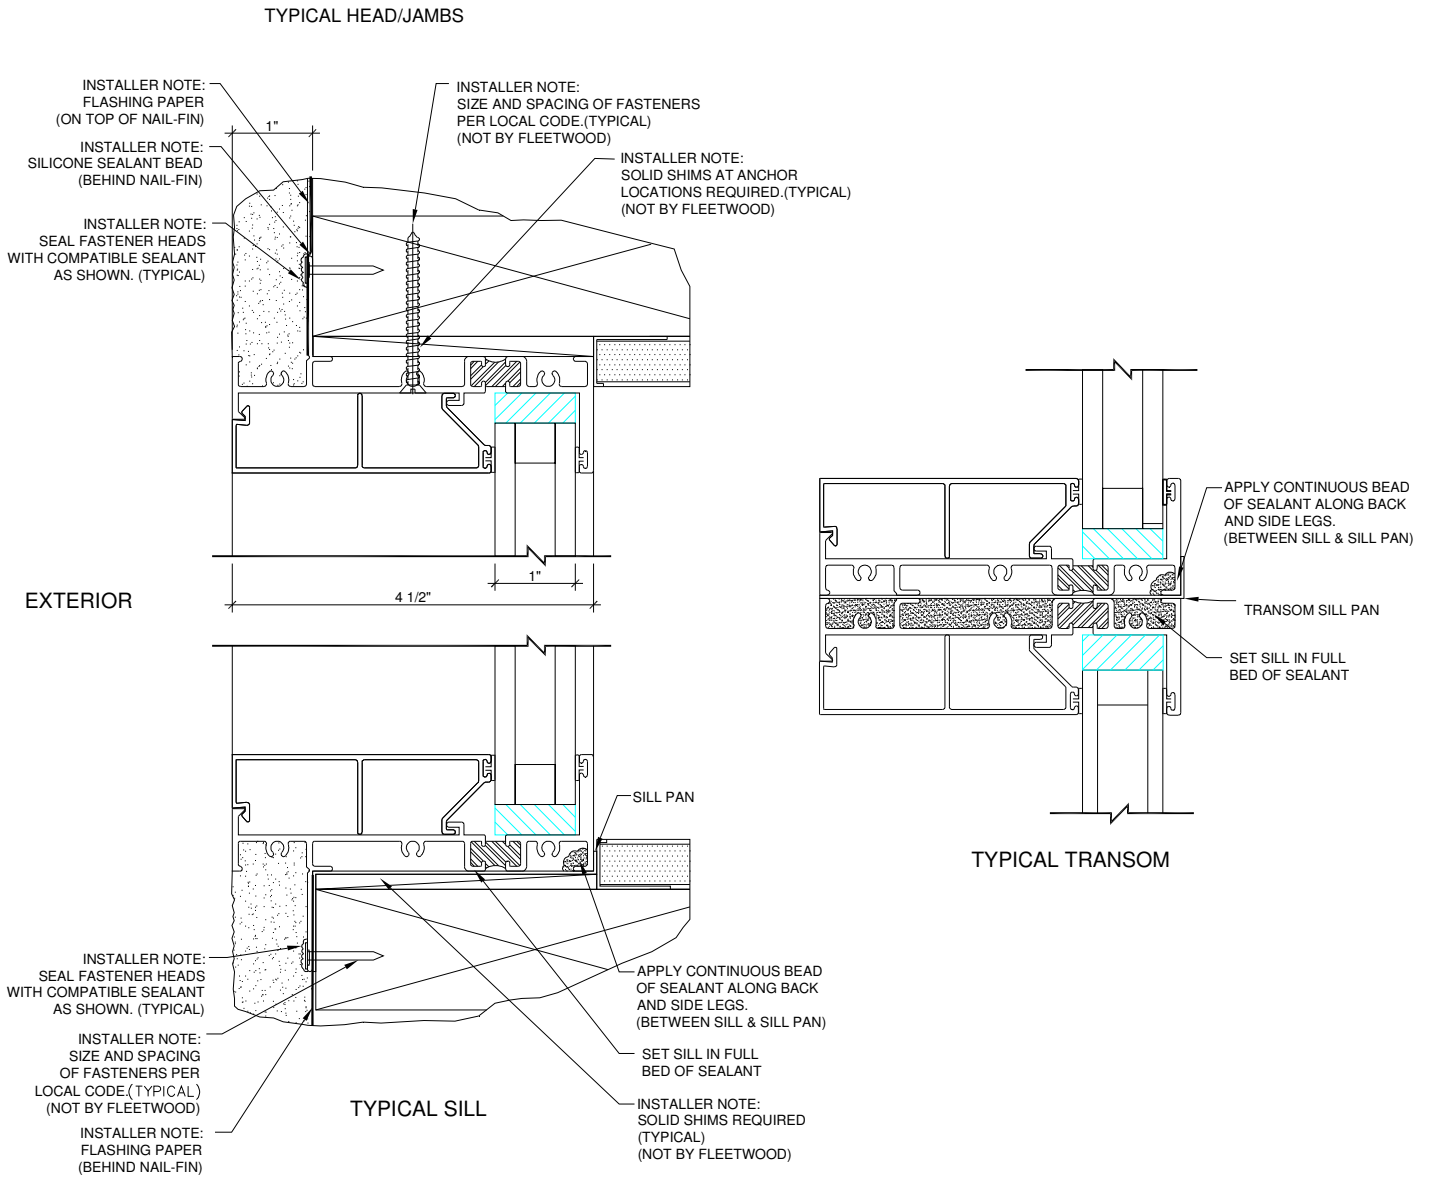 TYPICAL HEAD/JAMBS
INSTALLER NOTE:
FLASHING PAPER
(ON TOP OF NAIL-FIN)
1"
INSTALLER NOTE:
SILICONE SEALANT BEAD
(BEHIND NAIL-FIN)
INSTALLER NOTE:
SEAL FASTENER HEADS
WITH COMPATIBLE SEALANT
AS SHOWN. (TYPICAL)
INSTALLER NOTE:
SIZE AND SPACING OF FASTENERS
PER LOCAL CODE.(TYPICAL)
(NOT BY FLEETWOOD)
INSTALLER NOTE:
SOLID SHIMS AT ANCHOR
LOCATIONS REQUIRED.(TYPICAL)
(NOT BY FLEETWOOD)
1"
4 1/2"
EXTERIOR
SILL PAN
INSTALLER NOTE:
SEAL FASTENER HEADS
WITH COMPATIBLE SEALANT
AS SHOWN. (TYPICAL)
INSTALLER NOTE:
SIZE AND SPACING
OF FASTENERS PER
LOCAL CODE.(TYPICAL)
(NOT BY FLEETWOOD)
INSTALLER NOTE:
FLASHING PAPER
(BEHIND NAIL-FIN)
APPLY CONTINUOUS BEAD
OF SEALANT ALONG BACK
AND SIDE LEGS.
(BETWEEN SILL & SILL PAN)
SET SILL IN FULL
BED OF SEALANT
INSTALLER NOTE:
SOLID SHIMS REQUIRED
(TYPICAL)
(NOT BY FLEETWOOD)
TYPICAL SILL
APPLY CONTINUOUS BEAD
OF SEALANT ALONG BACK
AND SIDE LEGS.
(BETWEEN SILL & SILL PAN)
TRANSOM SILL PAN
SET SILL IN FULL
BED OF SEALANT
TYPICAL TRANSOM